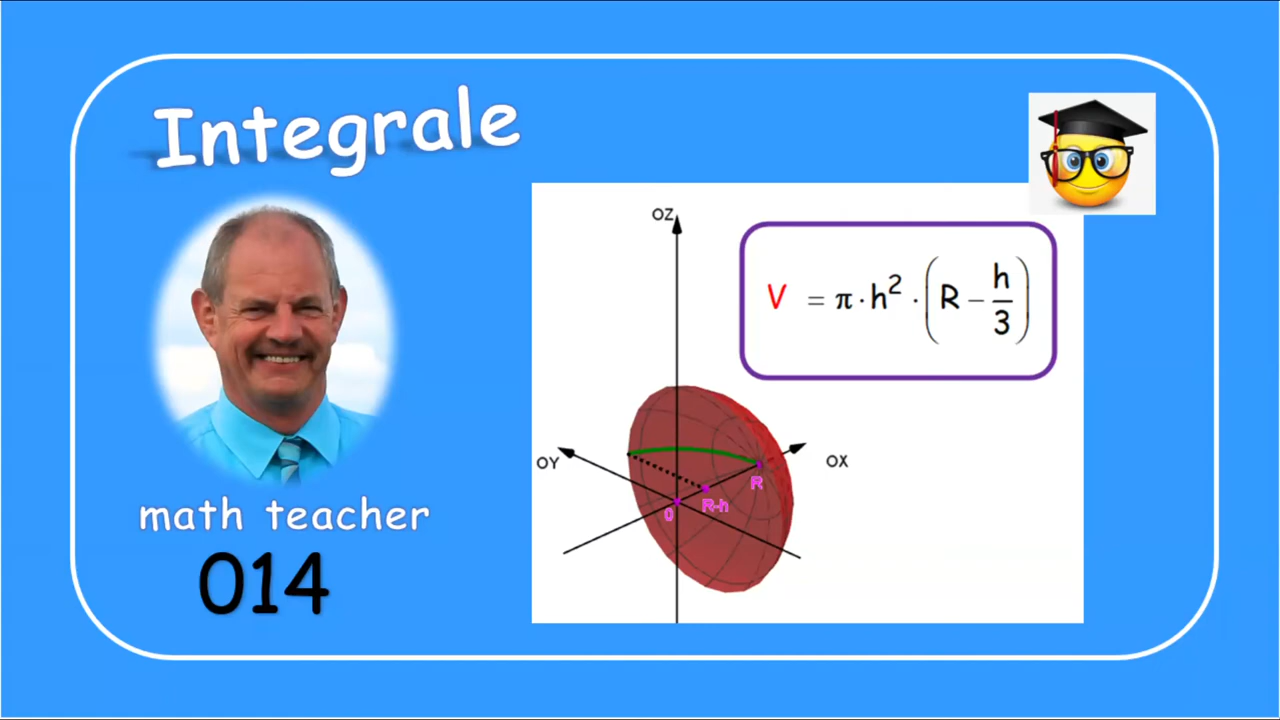 Integrale
math teacher
014
OZ
V = π · h² · (R − h/3)
OY
OX
R
R-h
0